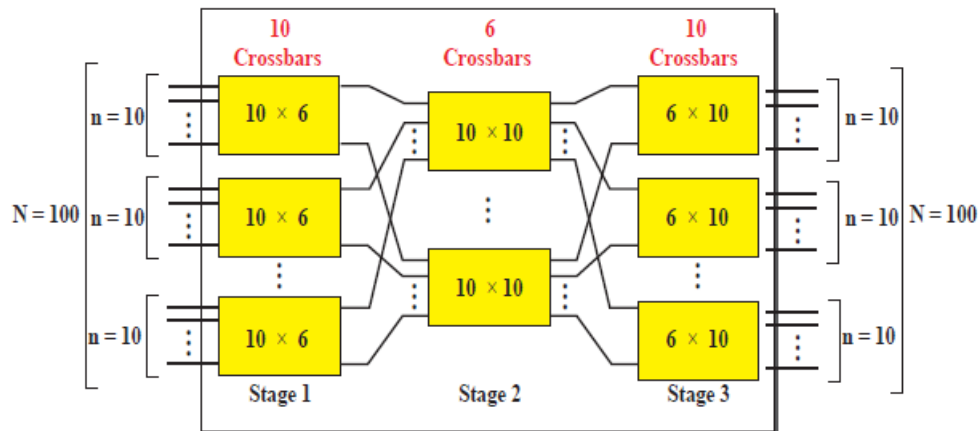 10
Crossbars
6
Crossbars
10
Crossbars
n = 10
10 × 6
10 × 10
6 × 10
n = 10
N = 100
n = 10
10 × 6
6 × 10
n = 10
N = 100
10 × 10
n = 10
10 × 6
6 × 10
n = 10
Stage 1
Stage 2
Stage 3